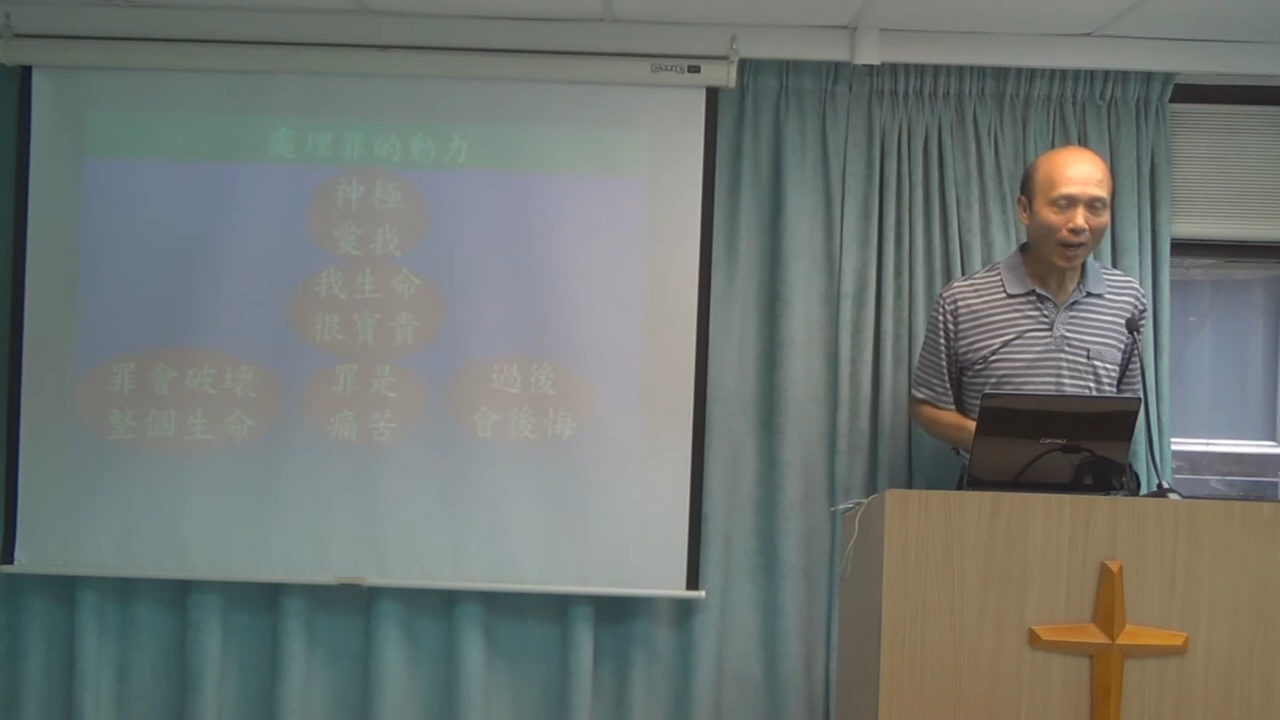 處理罪的動力
神極
愛我
我生命
很寶貴
罪會破壞
整個生命
罪是
痛苦
過後
會後悔